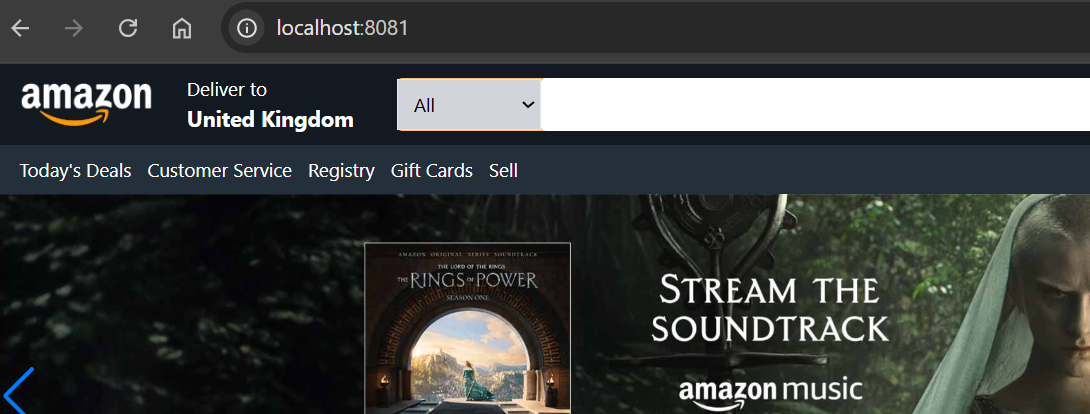 localhost:8081
amazon
Deliver to
United Kingdom
All
Today's Deals Customer Service Registry Gift Cards Sell
AMAZON ORIGINAL SERIES SOUNDTRACK
THE LORD OF THE RINGS
THE RINGS OF POWER
SEASON ONE
STREAM THE
SOUNDTRACK
amazon music